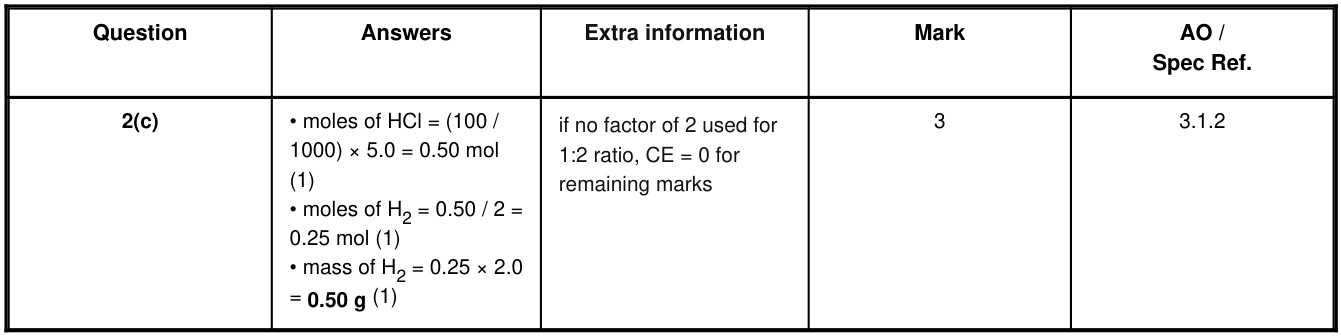 Question Answers Extra information Mark AO /
Spec Ref.
2(c)
• moles of HCl = (100 /
1000) × 5.0 = 0.50 mol
(1)
• moles of H₂ = 0.50 / 2 =
0.25 mol (1)
• mass of H₂ = 0.25 × 2.0
= 0.50 g (1)
if no factor of 2 used for
1:2 ratio, CE = 0 for
remaining marks
3
3.1.2